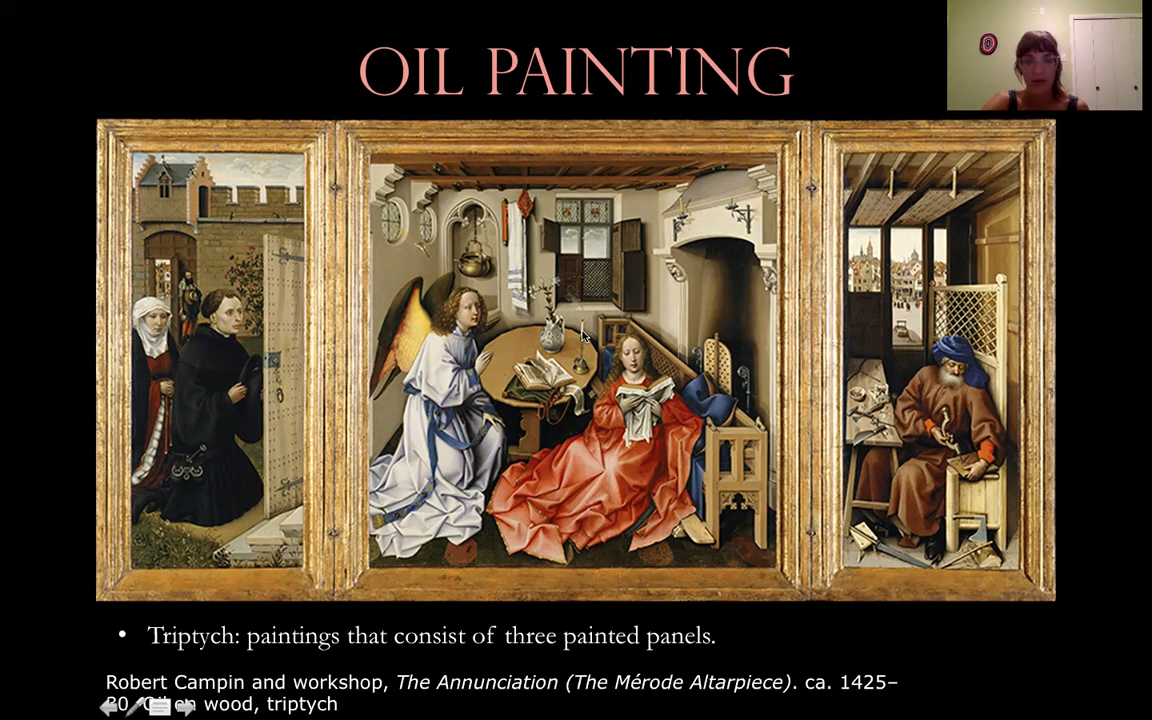 OIL PAINTING
• Triptych: paintings that consist of three painted panels.
Robert Campin and workshop, The Annunciation (The Mérode Altarpiece). ca. 1425–
on wood, triptych